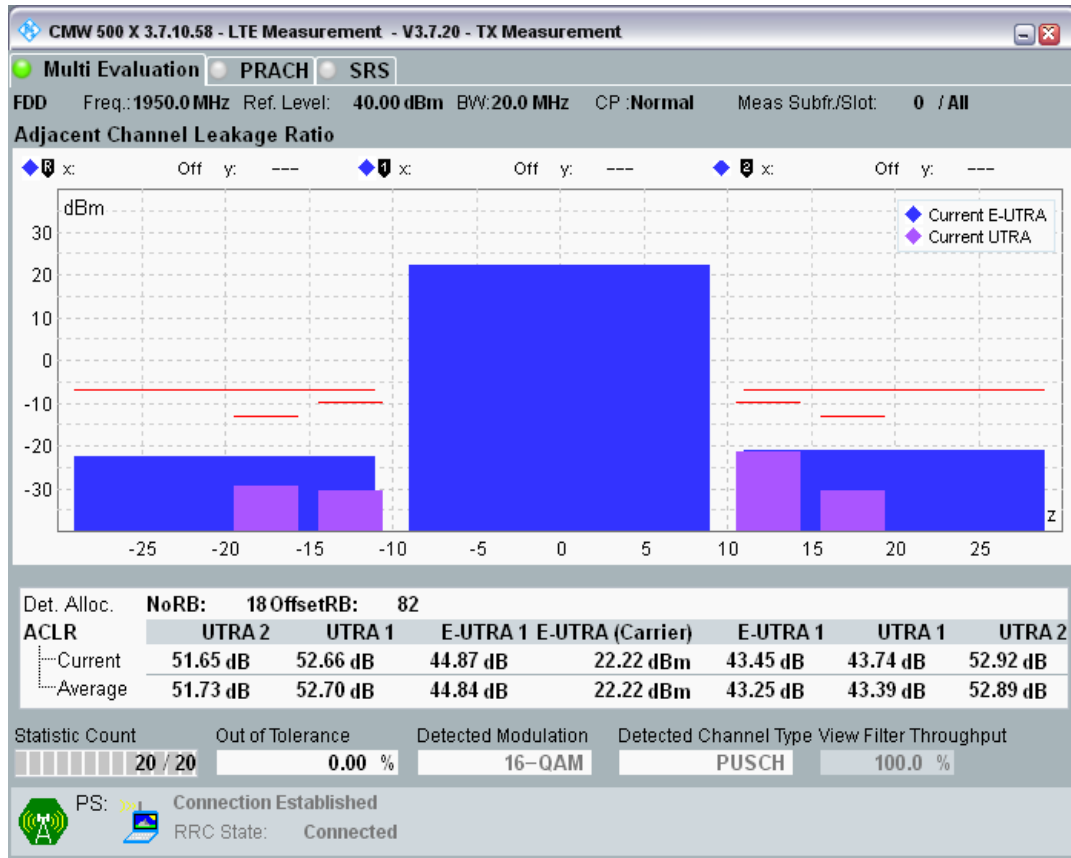 CMW 500 X 3.7.10.58 - LTE Measurement - V3.7.20 - TX Measurement
Multi Evaluation PRACH SRS
FDD Freq.: 1950.0 MHz Ref. Level: 40.00 dBm BW: 20.0 MHz CP : Normal Meas Subfr./Slot: 0 / All
Adjacent Channel Leakage Ratio
R x: Off y: --- 1 x: Off y: --- 2 x: Off y: ---
dBm
Current E-UTRA
Current UTRA
30
20
10
0
-10
-20
-30
z
-25 -20 -15 -10 -5 0 5 10 15 20 25
Det. Alloc. NoRB: 18 OffsetRB: 82
ACLR UTRA 2 UTRA 1 E-UTRA 1 E-UTRA (Carrier) E-UTRA 1 UTRA 1 UTRA 2
Current 51.65 dB 52.66 dB 44.87 dB 22.22 dBm 43.45 dB 43.74 dB 52.92 dB
Average 51.73 dB 52.70 dB 44.84 dB 22.22 dBm 43.25 dB 43.39 dB 52.89 dB
Statistic Count Out of Tolerance Detected Modulation Detected Channel Type View Filter Throughput
20 / 20 0.00 % 16-QAM PUSCH 100.0 %
PS: Connection Established
RRC State: Connected